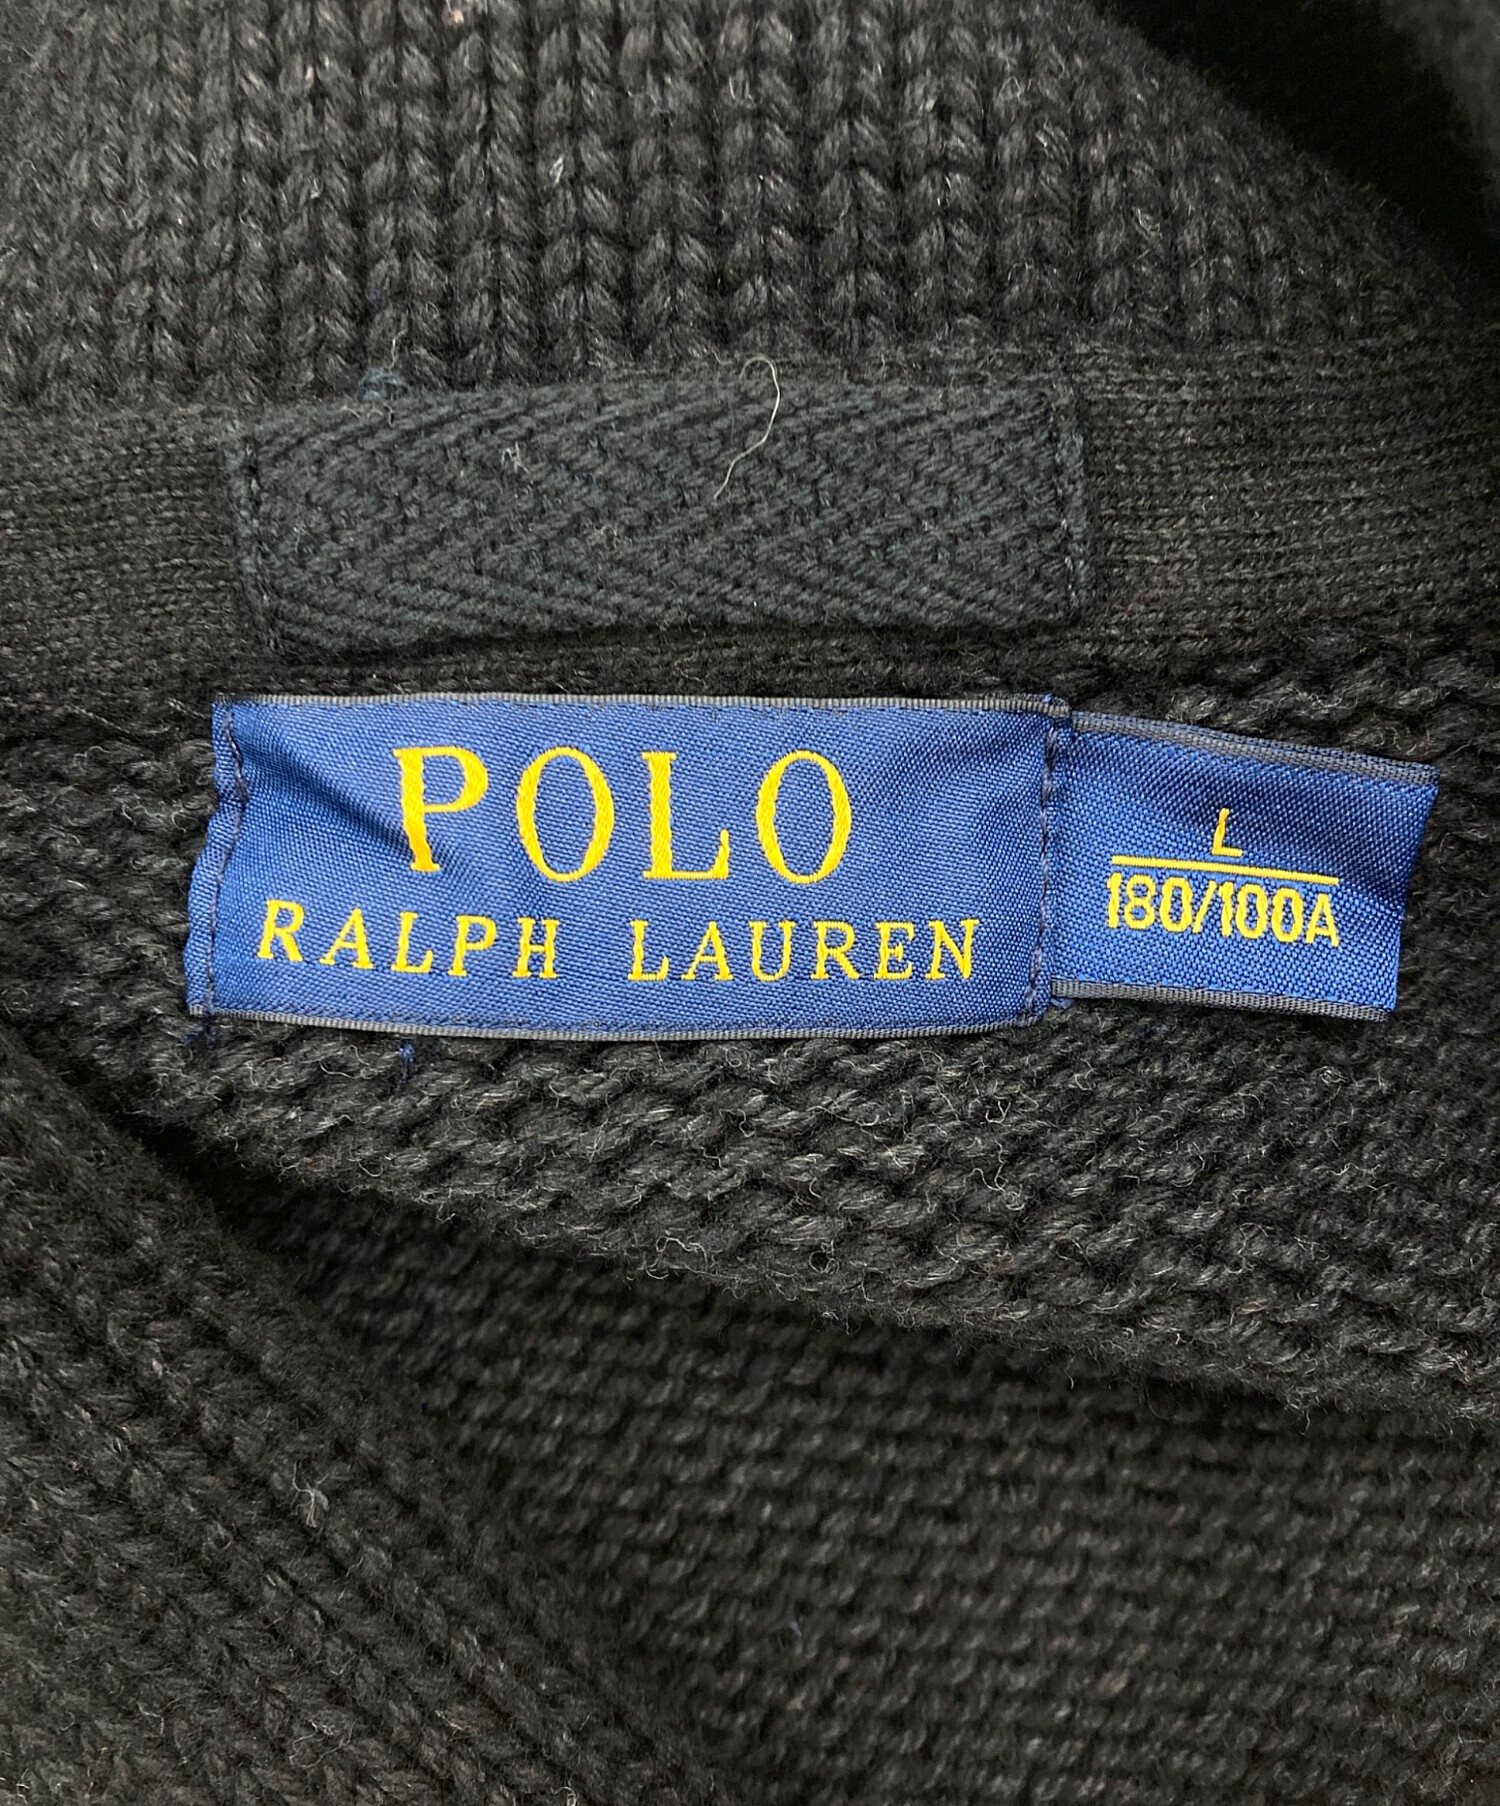 POLO
RALPH LAUREN
L
180/100A